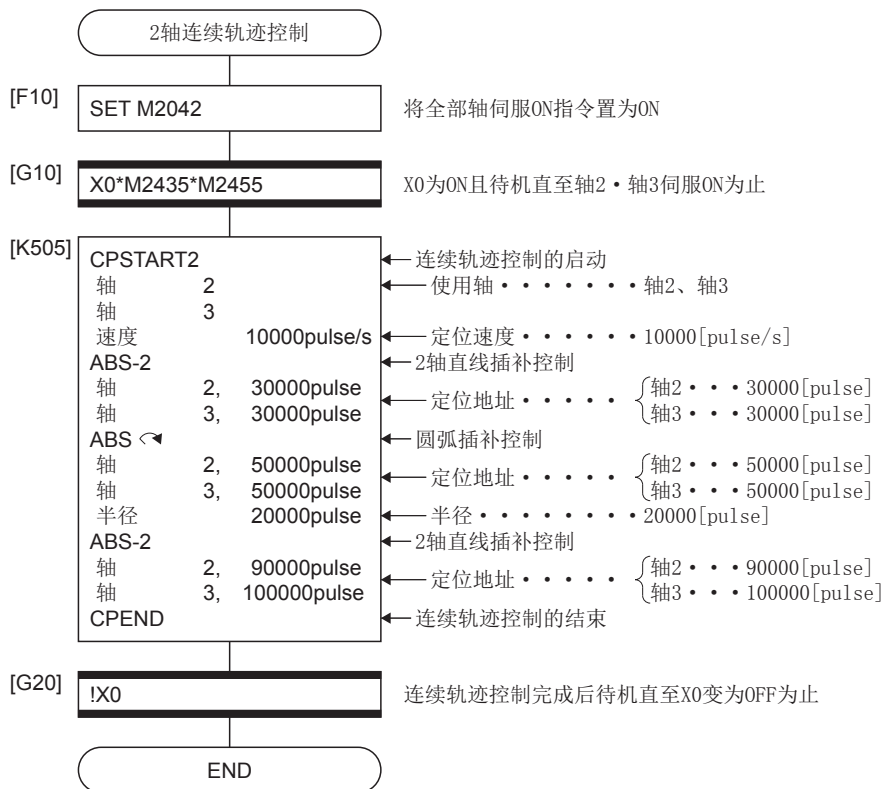 2轴连续轨迹控制
[F10] SET M2042 将全部轴伺服ON指令置为ON
[G10] X0*M2435*M2455 X0为ON且待机直至轴2・轴3伺服ON为止
[K505]
CPSTART2 连续轨迹控制的启动
轴 2 使用轴・・・・・・・轴2、轴3
轴 3
速度 10000pulse/s 定位速度・・・・・・10000[pulse/s]
ABS-2 2轴直线插补控制
轴 2, 30000pulse 定位地址・・・・・ 轴2・・・30000[pulse]
轴 3, 30000pulse 轴3・・・30000[pulse]
ABS 圆弧插补控制
轴 2, 50000pulse 定位地址・・・・・ 轴2・・・50000[pulse]
轴 3, 50000pulse 轴3・・・50000[pulse]
半径 20000pulse 半径・・・・・・・・20000[pulse]
ABS-2 2轴直线插补控制
轴 2, 90000pulse 定位地址・・・・・ 轴2・・・90000[pulse]
轴 3, 100000pulse 轴3・・・100000[pulse]
CPEND 连续轨迹控制的结束
[G20] !X0 连续轨迹控制完成后待机直至X0变为OFF为止
END